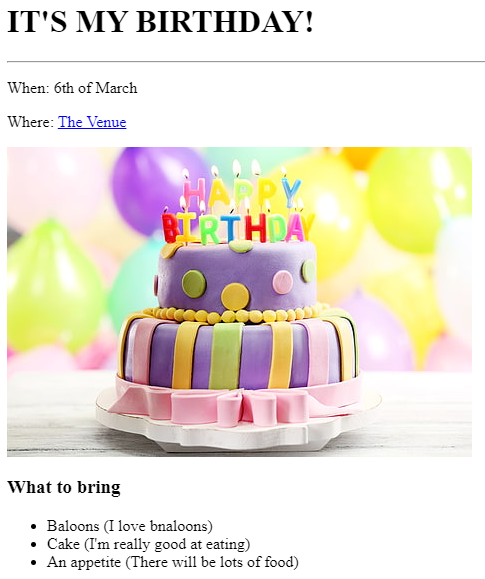 IT'S MY BIRTHDAY!
When: 6th of March
Where: The Venue
HAPPY
BIRTHDAY
What to bring
Baloons (I love bnaloons)
Cake (I'm really good at eating)
An appetite (There will be lots of food)